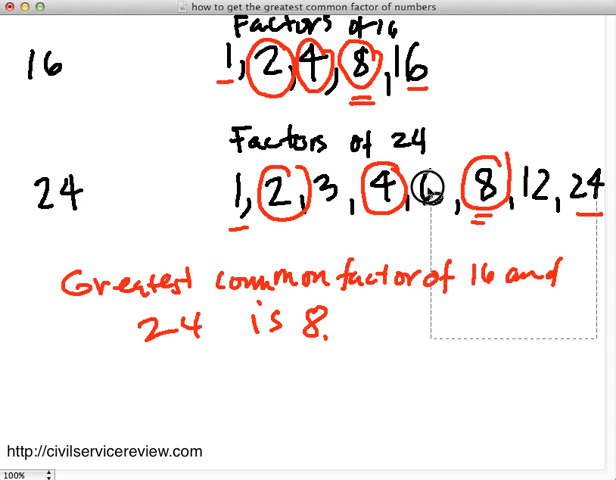 how to get the greatest common factor of numbers
Factors of 16
16 1, 2, 4, 8, 16
Factors of 24
24 1, 2, 3, 4, 6, 8, 12, 24
Greatest common factor of 16 and
24 is 8.
http://civilservicereview.com
100%